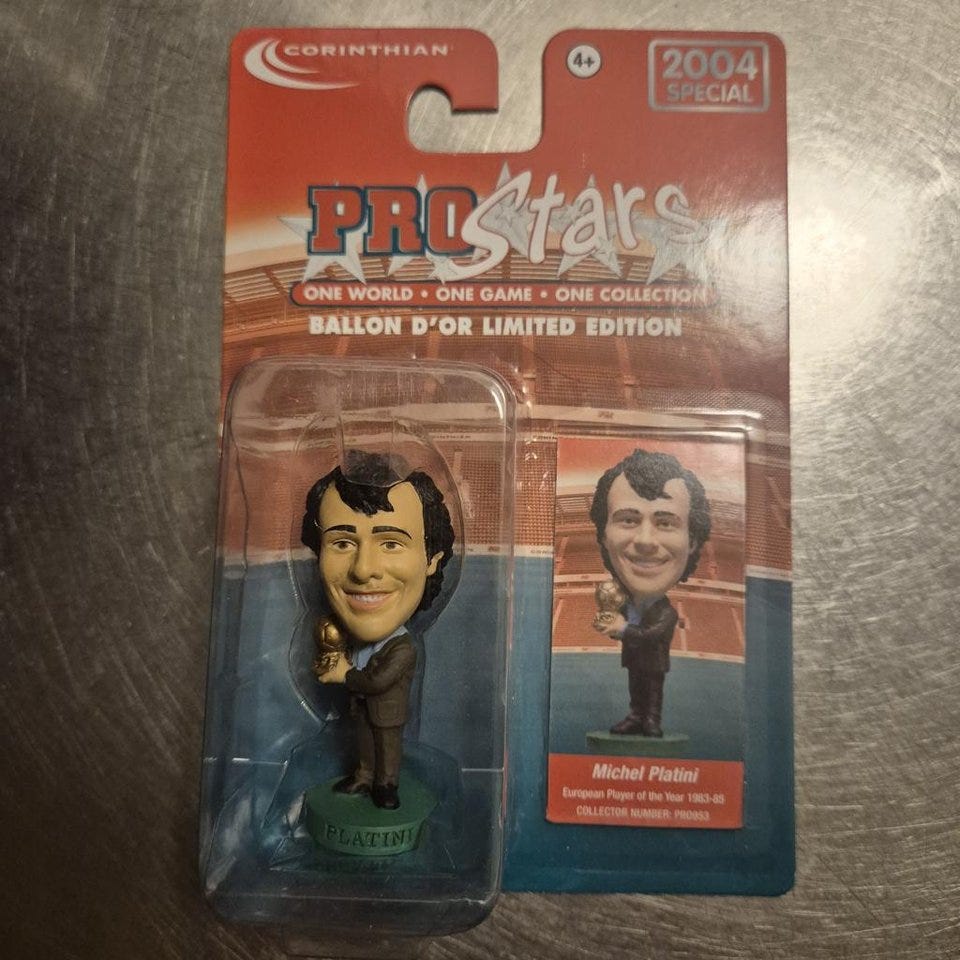 CORINTHIAN
4+
2004
SPECIAL
PROStars
ONE WORLD • ONE GAME • ONE COLLECTION
BALLON D'OR LIMITED EDITION
PLATINI
Michel Platini
European Player of the Year 1983-85
COLLECTOR NUMBER: PRO953